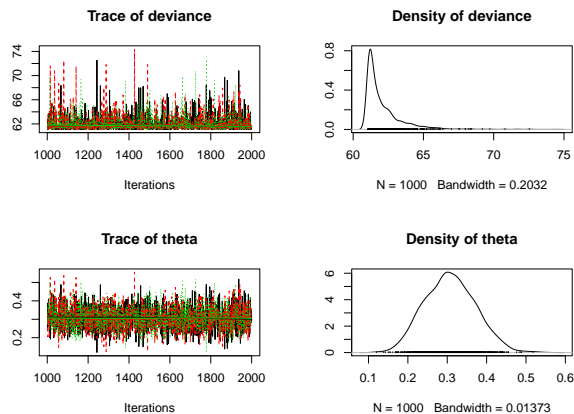 Trace of deviance
74
70
66
62
1000 1200 1400 1600 1800 2000
Iterations
Density of deviance
0.8
0.4
0.0
60 65 70 75
N = 1000 Bandwidth = 0.2032
Trace of theta
0.4
0.2
1000 1200 1400 1600 1800 2000
Iterations
Density of theta
6
4
2
0
0.1 0.2 0.3 0.4 0.5 0.6
N = 1000 Bandwidth = 0.01373